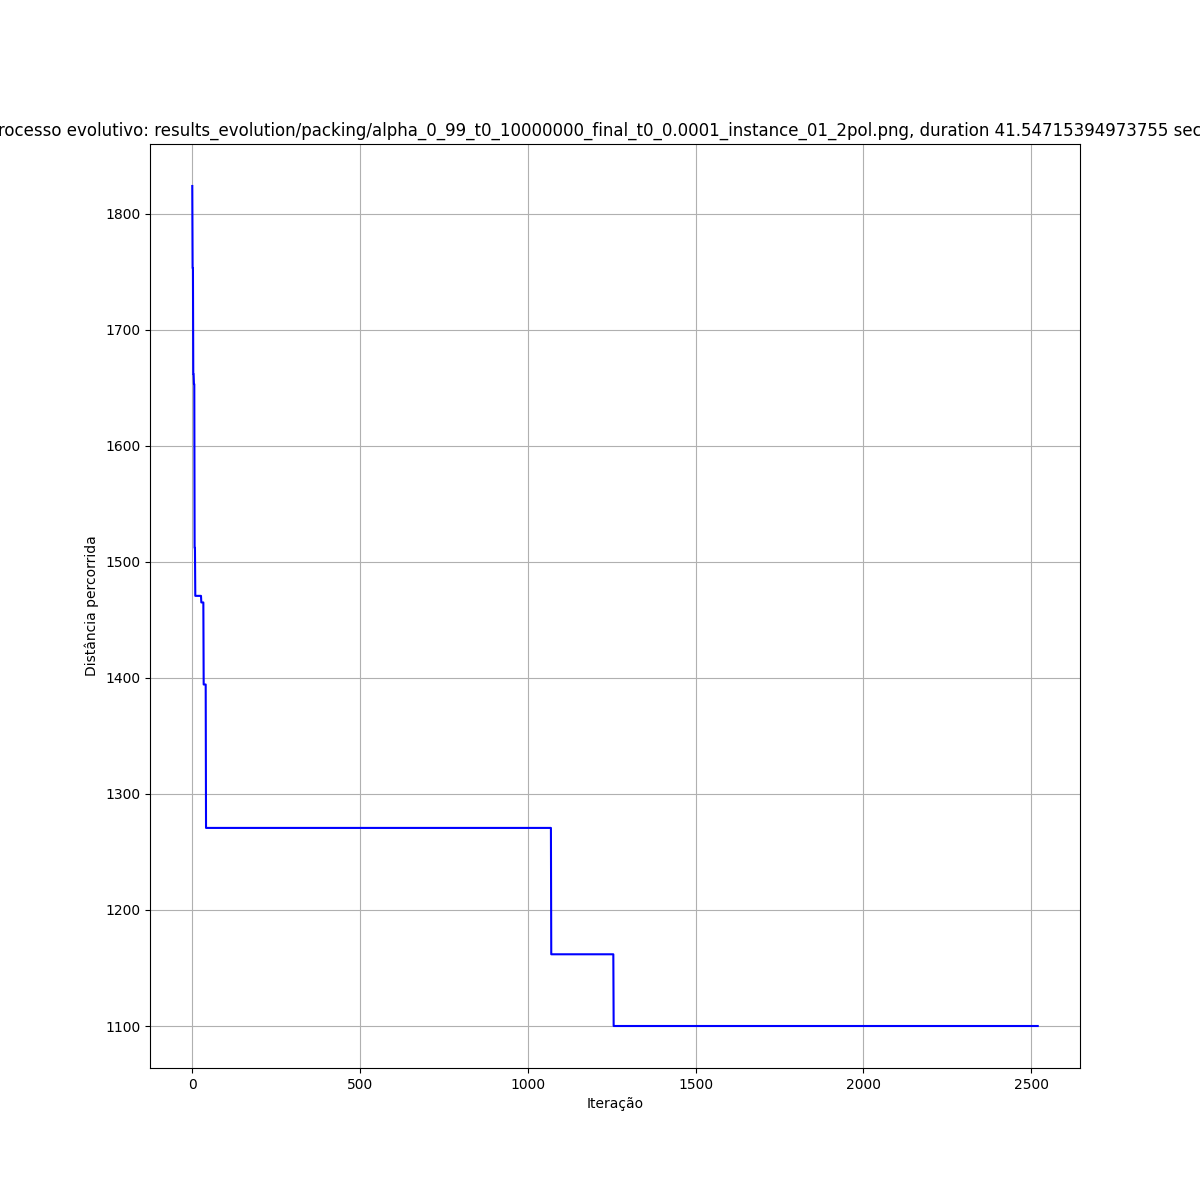 rocesso evolutivo: results_evolution/packing/alpha_0_99_t0_10000000_final_t0_0.0001_instance_01_2pol.png, duration 41.54715394973755 sec
1800
1700
1600
1500
1400
1300
1200
1100
Distância percorrida
0 500 1000 1500 2000 2500
Iteração